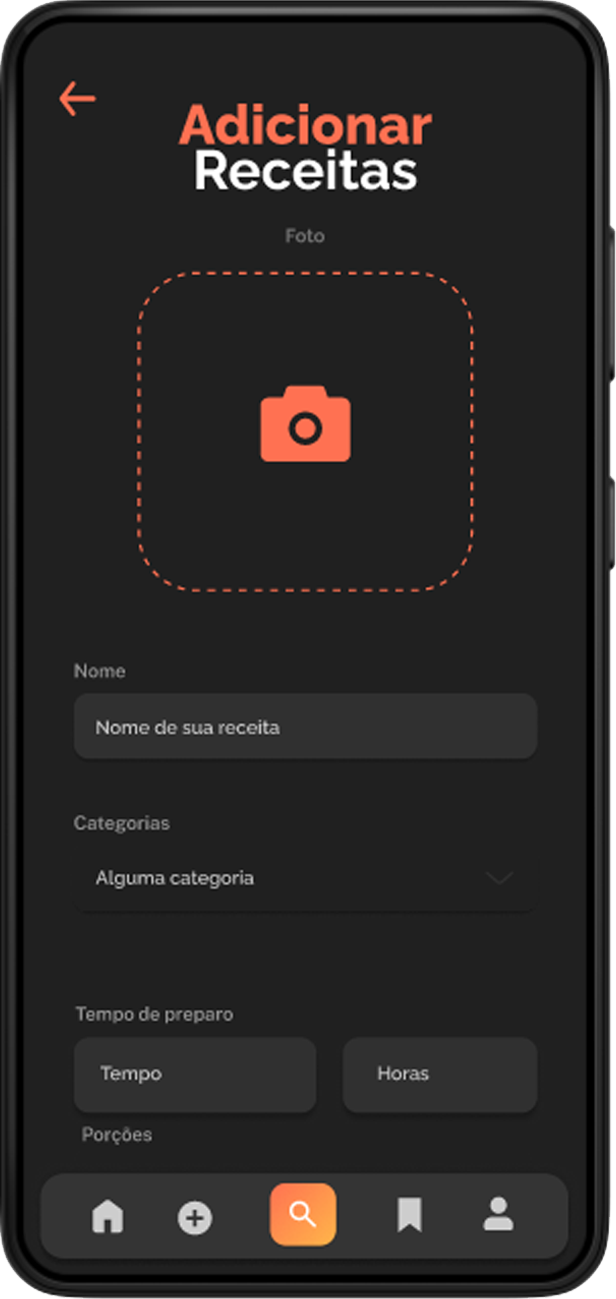 Adicionar
Receitas
Foto
Nome
Nome de sua receita
Categorias
Alguma categoria
Tempo de preparo
Tempo Horas
Porções